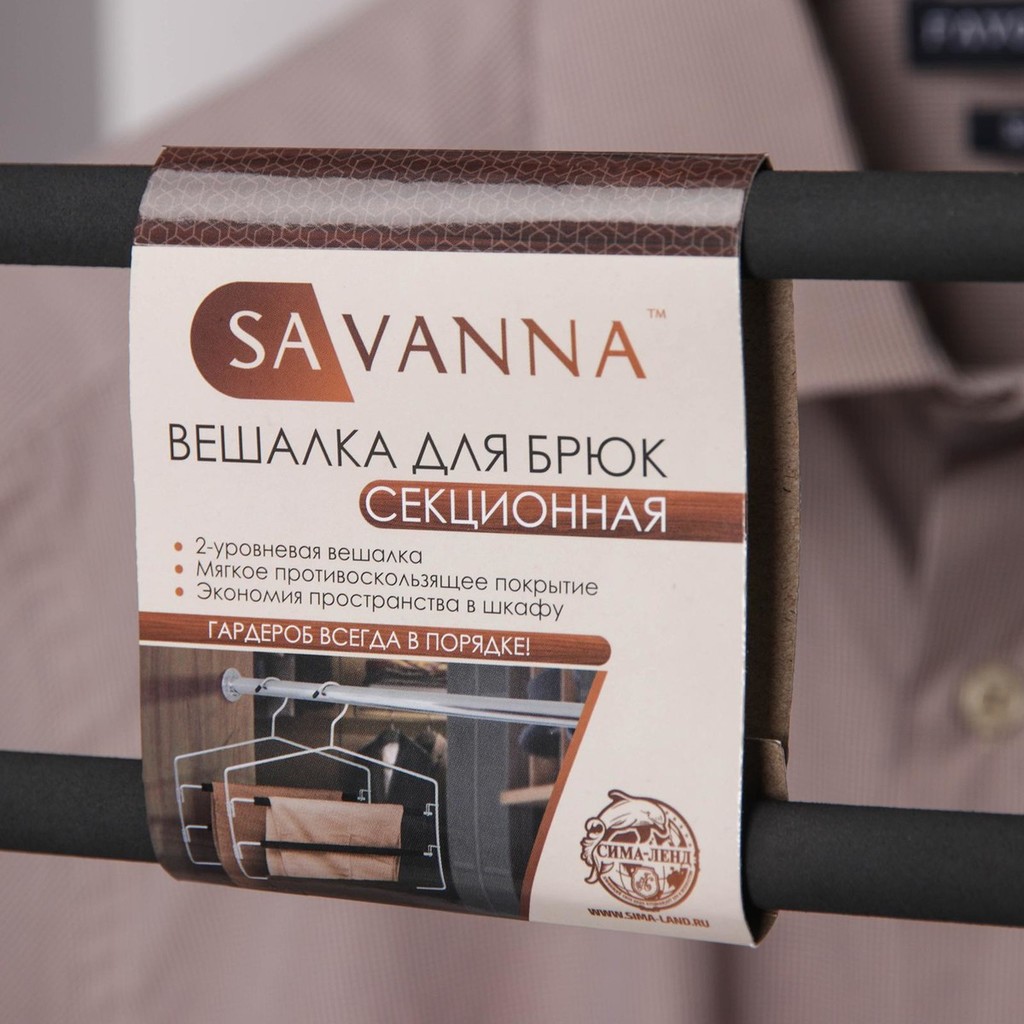 SAVANNA™
ВЕШАЛКА ДЛЯ БРЮК
СЕКЦИОННАЯ
• 2-уровневая вешалка
• Мягкое противоскользящее покрытие
• Экономия пространства в шкафу
ГАРДЕРОБ ВСЕГДА В ПОРЯДКЕ!
СИМА-ЛЕНД
WWW.SIMA-LAND.RU